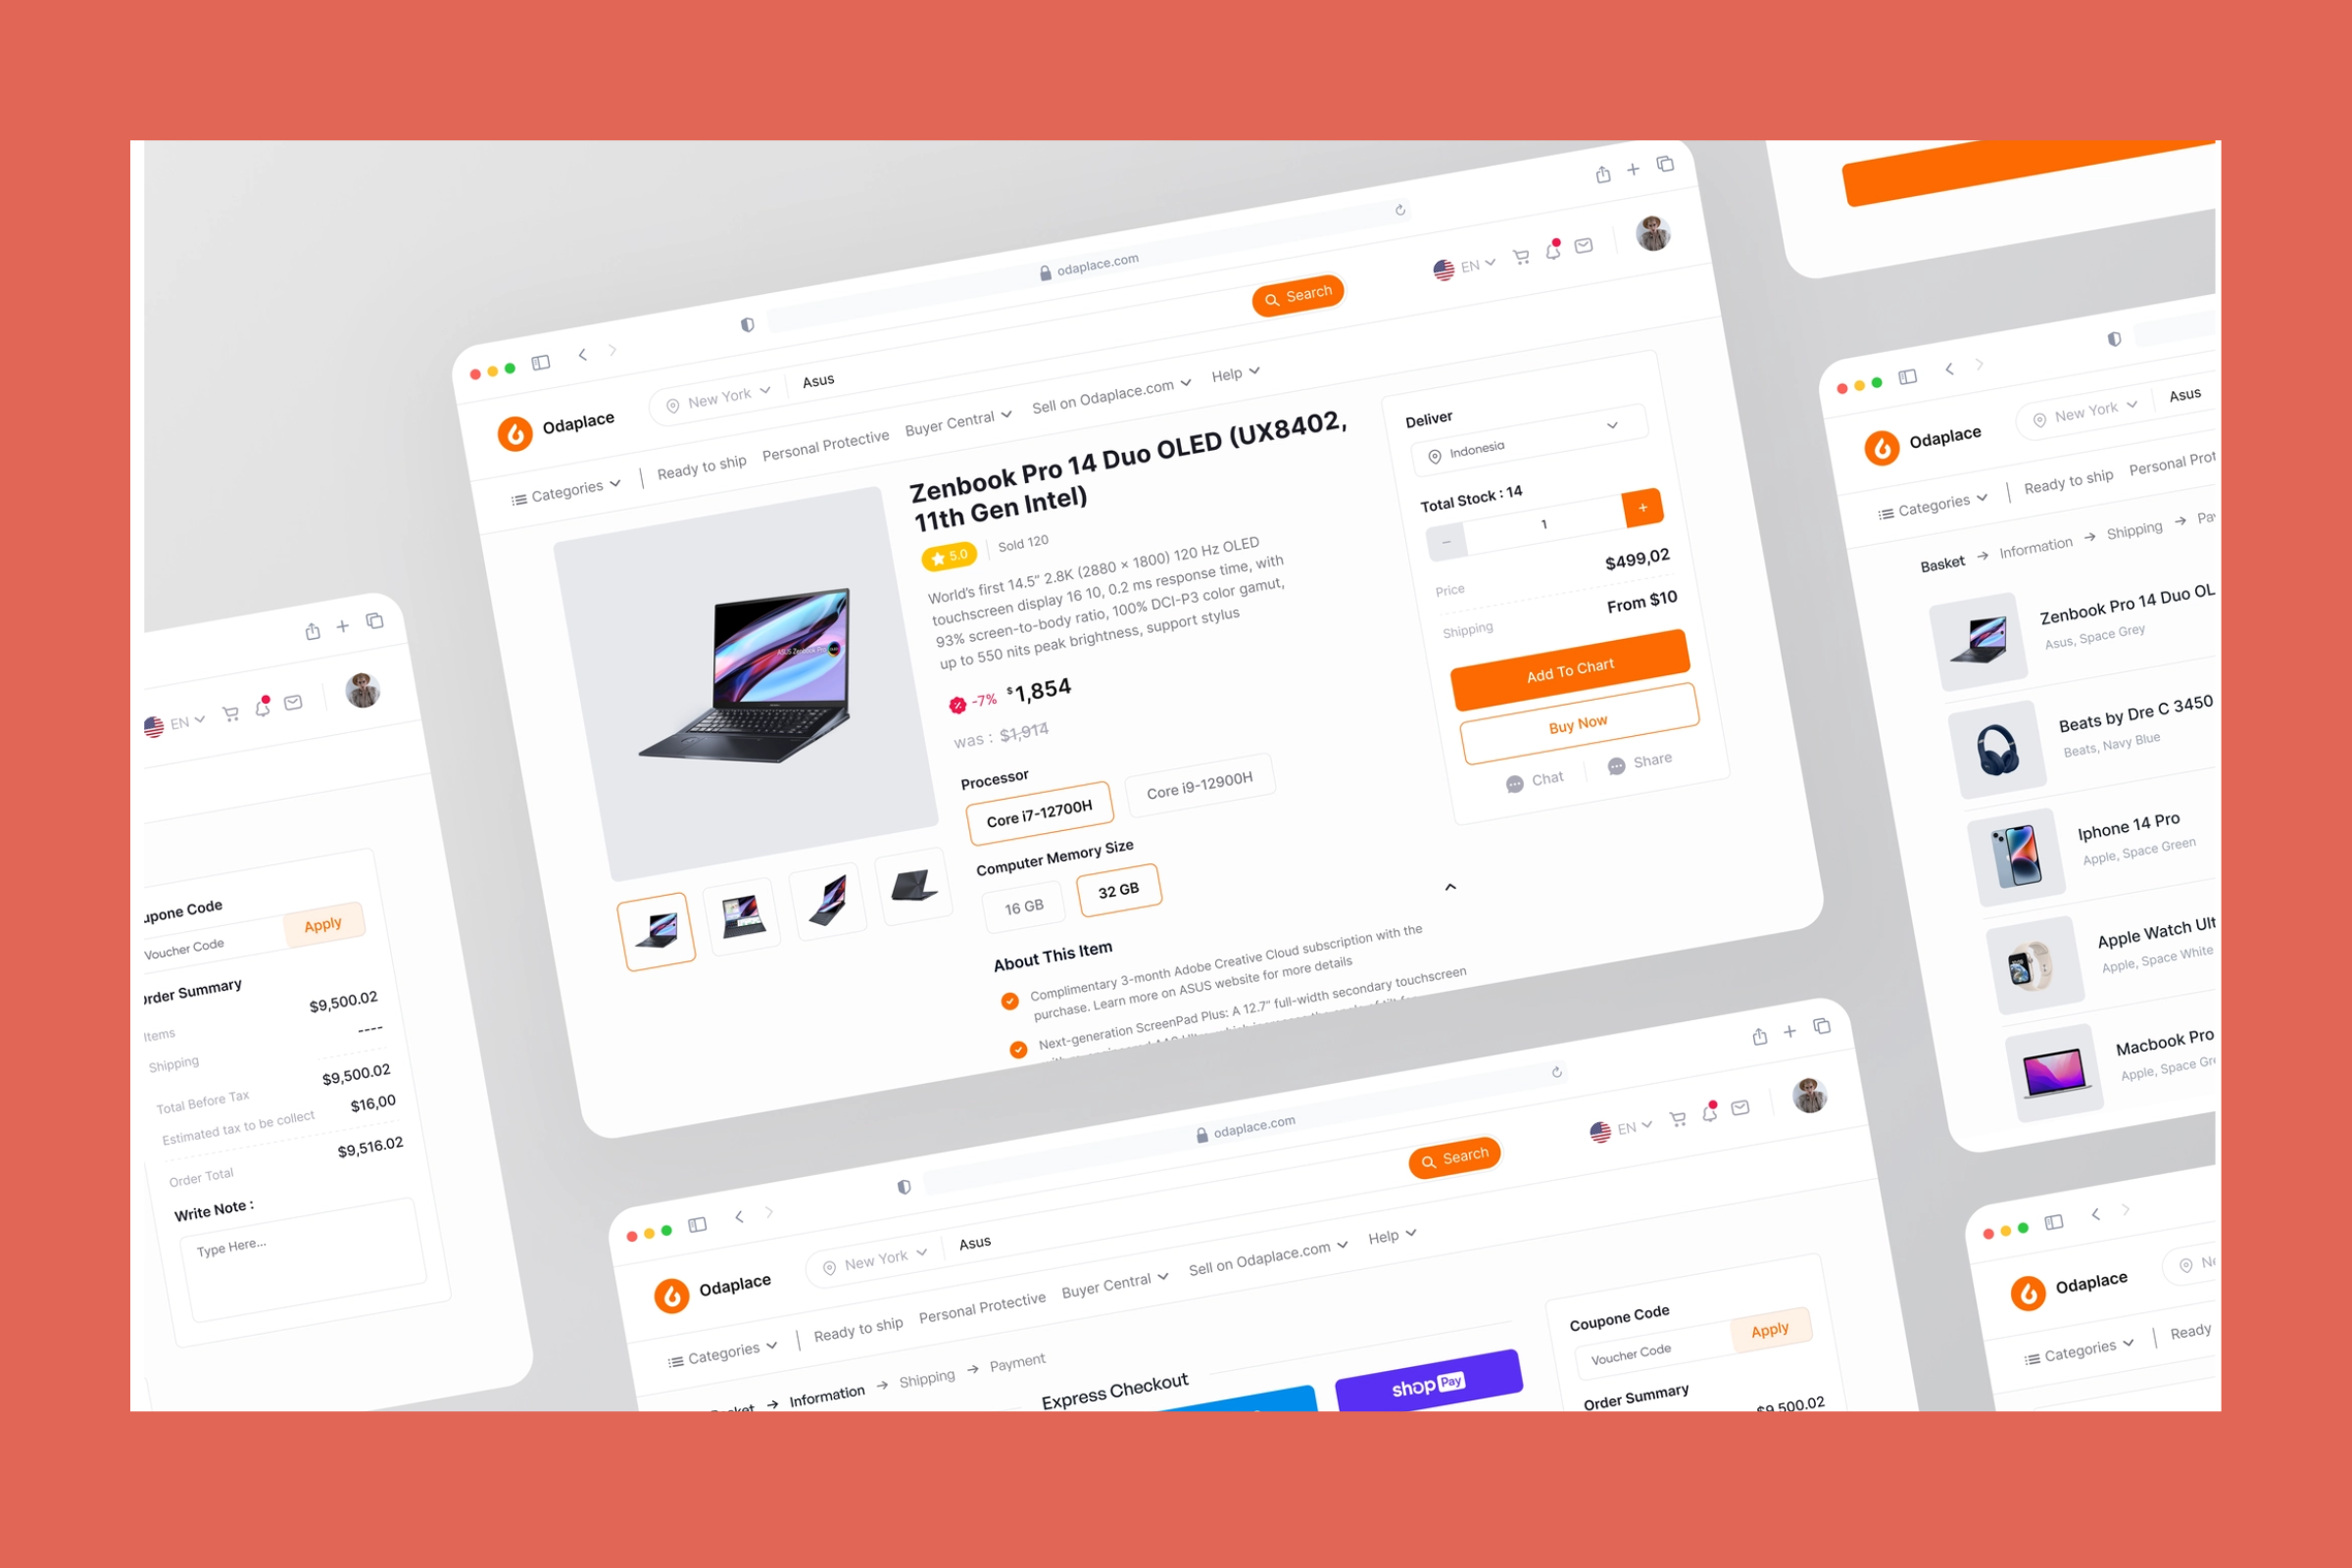 odaplace.com
Odaplace
New York
Asus
Search
EN
Categories
Ready to ship
Personal Protective
Buyer Central
Sell on Odaplace.com
Help
Zenbook Pro 14 Duo OLED (UX8402,
11th Gen Intel)
5.0
Sold 120
World's first 14.5” 2.8K (2880 × 1800) 120 Hz OLED
touchscreen display 16 10, 0.2 ms response time, with
93% screen-to-body ratio, 100% DCI-P3 color gamut,
up to 550 nits peak brightness, support stylus
-7%
$1,854
was : $1,914
Processor
Core i7-12700H
Core i9-12900H
Computer Memory Size
16 GB
32 GB
About This Item
Complimentary 3-month Adobe Creative Cloud subscription with the
purchase. Learn more on ASUS website for more details
Next-generation ScreenPad Plus: A 12.7” full-width secondary touchscreen
ASUS Zenbook Pro
Deliver
Indonesia
Total Stock : 14
−
1
+
Price
$499,02
Shipping
From $10
Add To Chart
Buy Now
Chat
Share
EN
upone Code
Voucher Code
Apply
rder Summary
Items
$9,500.02
Shipping
----
Total Before Tax
$9,500.02
Estimated tax to be collect
$16,00
Order Total
$9,516.02
Write Note :
Type Here...
Odaplace
New York
Asus
Categories
Ready to ship
Personal Prot
Basket
Information
Shipping
Pa
Zenbook Pro 14 Duo OL
Asus, Space Grey
Beats by Dre C 3450
Beats, Navy Blue
Iphone 14 Pro
Apple, Space Green
Apple Watch Ult
Apple, Space White
Macbook Pro
Apple, Space Gr
odaplace.com
Odaplace
New York
Asus
Search
EN
Categories
Ready to ship
Personal Protective
Buyer Central
Sell on Odaplace.com
Help
Information
Shipping
Payment
Express Checkout
shop Pay
Coupone Code
Voucher Code
Apply
Order Summary
$9,500.02
Odaplace
Ne
Categories
Ready